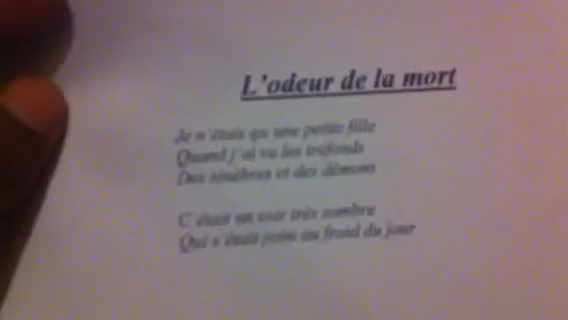 L'odeur de la mort
Je n'étais qu une petite fille
Quand j'ai vu les tréfonds
Des ténèbres et des démons
C'était un soir très sombre
Qui s'était joint au froid du jour